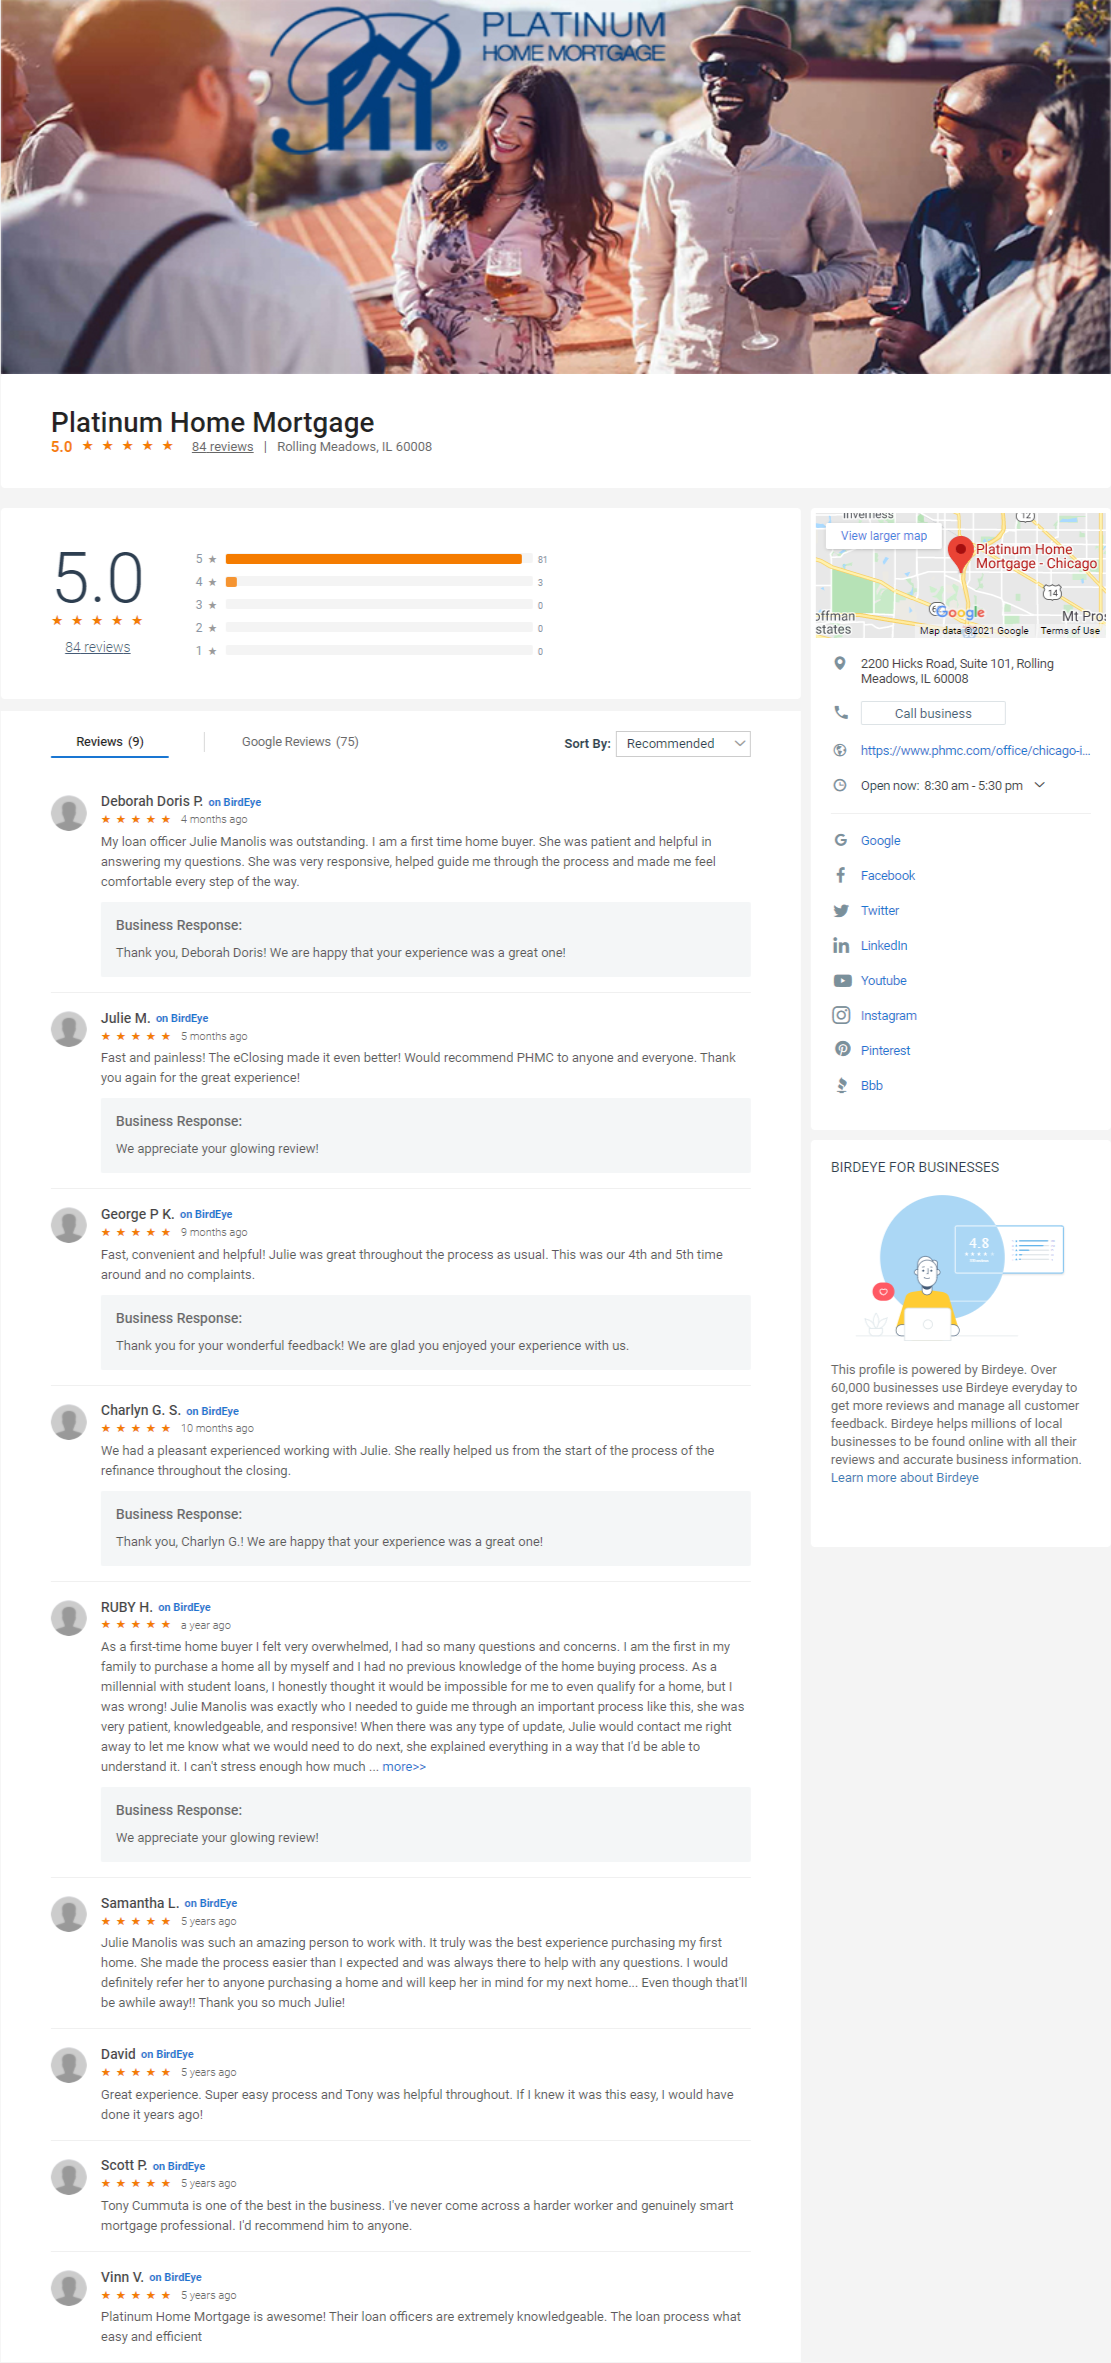 PLATINUM
HOME MORTGAGE
Platinum Home Mortgage
5.0 ★ ★ ★ ★ ★ 84 reviews | Rolling Meadows, IL 60008
5.0
★ ★ ★ ★ ★
84 reviews
5 ★ 81
4 ★ 3
3 ★ 0
2 ★ 0
1 ★ 0
Reviews (9)
Google Reviews (75)
Sort By: Recommended
Deborah Doris P. on BirdEye
★ ★ ★ ★ ★ 4 months ago
My loan officer Julie Manolis was outstanding. I am a first time home buyer. She was patient and helpful in
answering my questions. She was very responsive, helped guide me through the process and made me feel
comfortable every step of the way.
Business Response:
Thank you, Deborah Doris! We are happy that your experience was a great one!
Julie M. on BirdEye
★ ★ ★ ★ ★ 5 months ago
Fast and painless! The eClosing made it even better! Would recommend PHMC to anyone and everyone. Thank
you again for the great experience!
Business Response:
We appreciate your glowing review!
George P K. on BirdEye
★ ★ ★ ★ ★ 9 months ago
Fast, convenient and helpful! Julie was great throughout the process as usual. This was our 4th and 5th time
around and no complaints.
Business Response:
Thank you for your wonderful feedback! We are glad you enjoyed your experience with us.
Charlyn G. S. on BirdEye
★ ★ ★ ★ ★ 10 months ago
We had a pleasant experienced working with Julie. She really helped us from the start of the process of the
refinance throughout the closing.
Business Response:
Thank you, Charlyn G.! We are happy that your experience was a great one!
RUBY H. on BirdEye
★ ★ ★ ★ ★ a year ago
As a first-time home buyer I felt very overwhelmed, I had so many questions and concerns. I am the first in my
family to purchase a home all by myself and I had no previous knowledge of the home buying process. As a
millennial with student loans, I honestly thought it would be impossible for me to even qualify for a home, but I
was wrong! Julie Manolis was exactly who I needed to guide me through an important process like this, she was
very patient, knowledgeable, and responsive! When there was any type of update, Julie would contact me right
away to let me know what we would need to do next, she explained everything in a way that I'd be able to
understand it. I can't stress enough how much ... more>>
Business Response:
We appreciate your glowing review!
Samantha L. on BirdEye
★ ★ ★ ★ ★ 5 years ago
Julie Manolis was such an amazing person to work with. It truly was the best experience purchasing my first
home. She made the process easier than I expected and was always there to help with any questions. I would
definitely refer her to anyone purchasing a home and will keep her in mind for my next home... Even though that'll
be awhile away!! Thank you so much Julie!
David on BirdEye
★ ★ ★ ★ ★ 5 years ago
Great experience. Super easy process and Tony was helpful throughout. If I knew it was this easy, I would have
done it years ago!
Scott P. on BirdEye
★ ★ ★ ★ ★ 5 years ago
Tony Cummuta is one of the best in the business. I've never come across a harder worker and genuinely smart
mortgage professional. I'd recommend him to anyone.
Vinn V. on BirdEye
★ ★ ★ ★ ★ 5 years ago
Platinum Home Mortgage is awesome! Their loan officers are extremely knowledgeable. The loan process what
easy and efficient
Inverness
12
View larger map
Platinum Home
Mortgage - Chicago
14
Google
offman
states
Mt Pros
Map data ©2021 Google Terms of Use
2200 Hicks Road, Suite 101, Rolling
Meadows, IL 60008
Call business
https://www.phmc.com/office/chicago-i...
Open now: 8:30 am - 5:30 pm
Google
Facebook
Twitter
LinkedIn
Youtube
Instagram
Pinterest
Bbb
BIRDEYE FOR BUSINESSES
4.8
This profile is powered by Birdeye. Over
60,000 businesses use Birdeye everyday to
get more reviews and manage all customer
feedback. Birdeye helps millions of local
businesses to be found online with all their
reviews and accurate business information.
Learn more about Birdeye